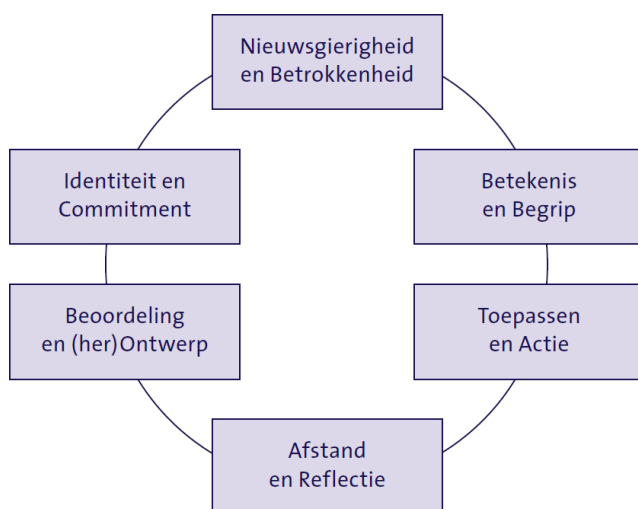 Nieuwsgierigheid
en Betrokkenheid
Betekenis
en Begrip
Toepassen
en Actie
Afstand
en Reflectie
Beoordeling
en (her)Ontwerp
Identiteit en
Commitment